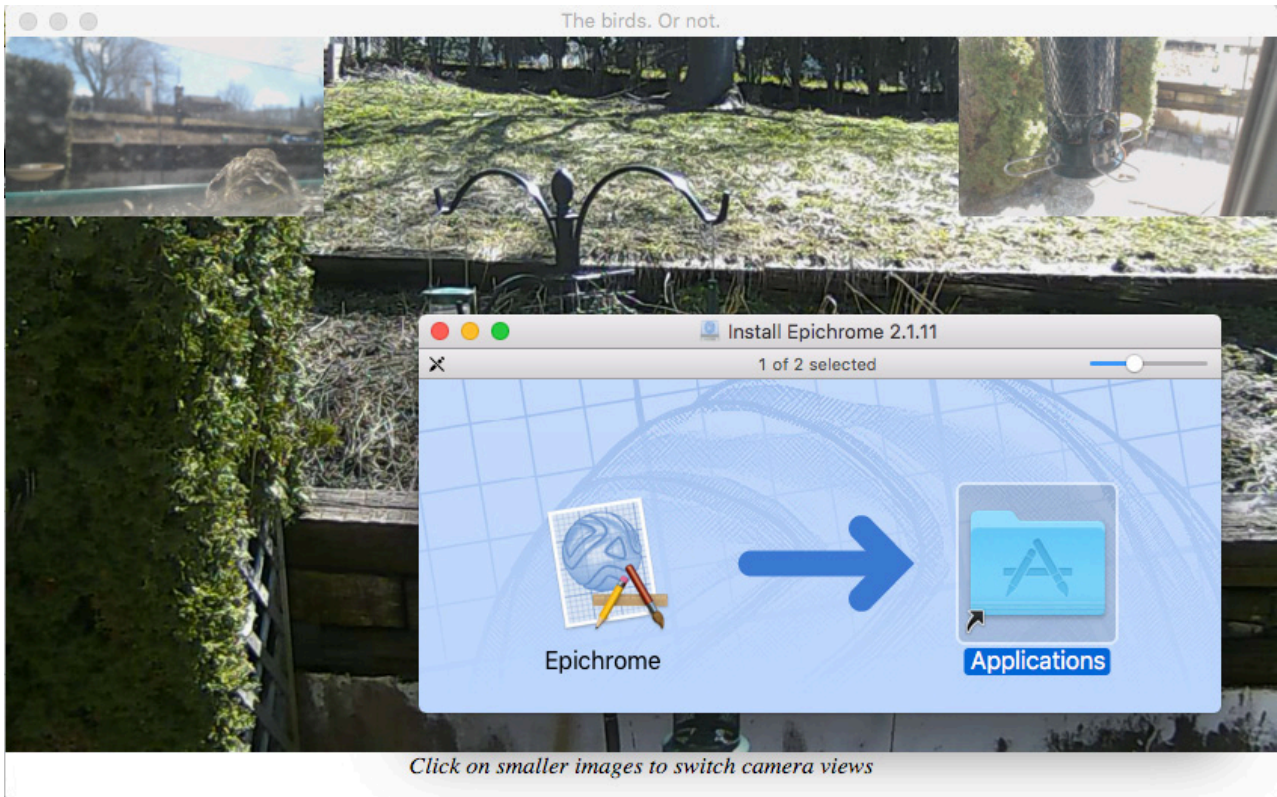 The birds. Or not.
Install Epichrome 2.1.11
1 of 2 selected
Epichrome
Applications
Click on smaller images to switch camera views